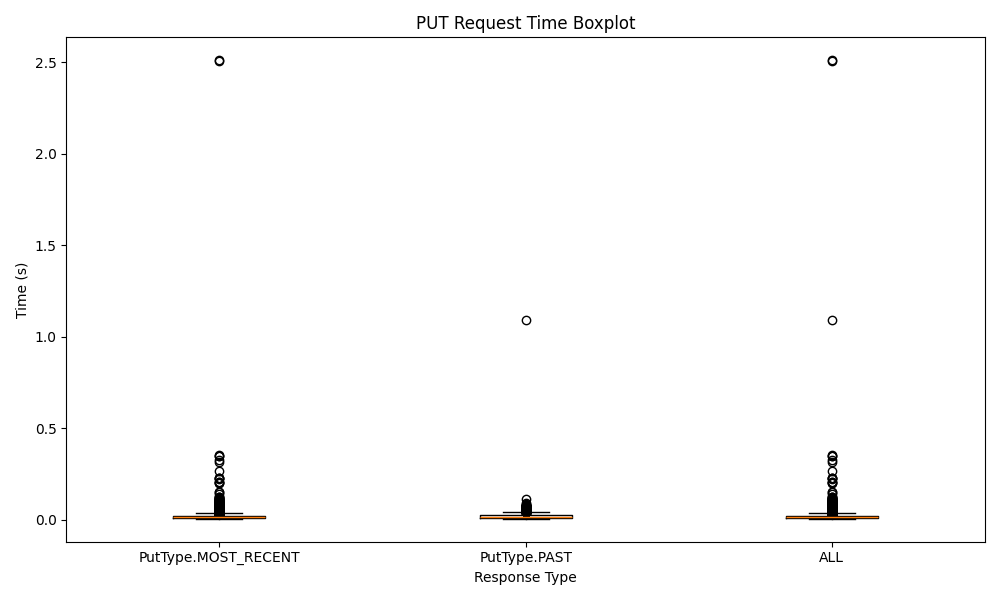 PUT Request Time Boxplot
2.5
2.0
1.5
1.0
0.5
0.0
Time (s)
PutType.MOST_RECENT
PutType.PAST
ALL
Response Type